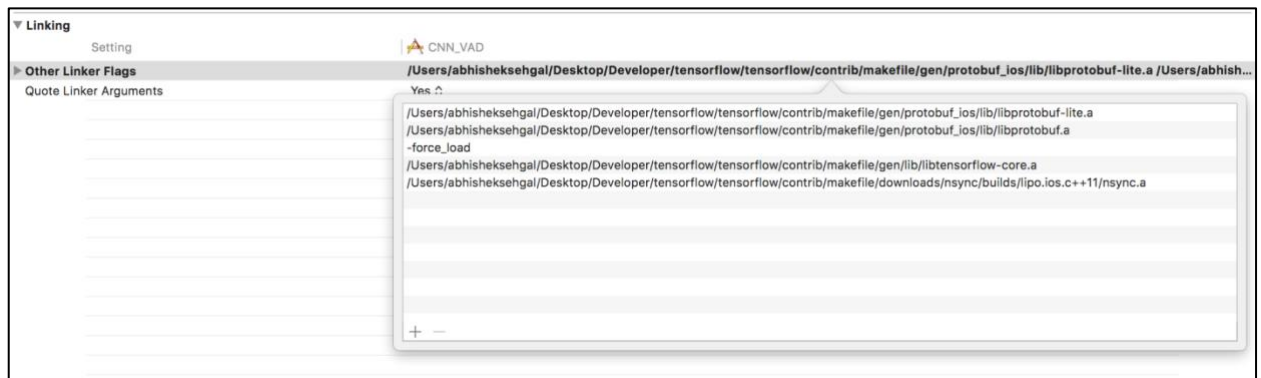 Linking
Setting CNN_VAD
Other Linker Flags /Users/abhisheksehgal/Desktop/Developer/tensorflow/tensorflow/contrib/makefile/gen/protobuf_ios/lib/libprotobuf-lite.a /Users/abhish...
Quote Linker Arguments Yes
/Users/abhisheksehgal/Desktop/Developer/tensorflow/tensorflow/contrib/makefile/gen/protobuf_ios/lib/libprotobuf-lite.a
/Users/abhisheksehgal/Desktop/Developer/tensorflow/tensorflow/contrib/makefile/gen/protobuf_ios/lib/libprotobuf.a
-force_load
/Users/abhisheksehgal/Desktop/Developer/tensorflow/tensorflow/contrib/makefile/gen/lib/libtensorflow-core.a
/Users/abhisheksehgal/Desktop/Developer/tensorflow/tensorflow/contrib/makefile/downloads/nsync/builds/lipo.ios.c++11/nsync.a